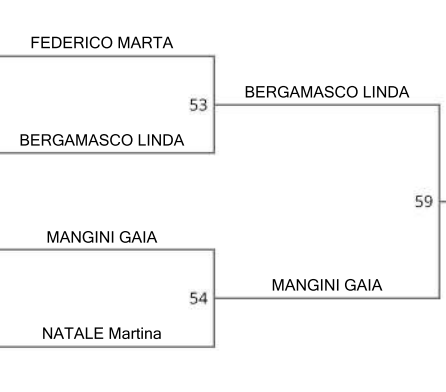 FEDERICO MARTA
53
BERGAMASCO LINDA
BERGAMASCO LINDA
59
MANGINI GAIA
54
MANGINI GAIA
NATALE Martina